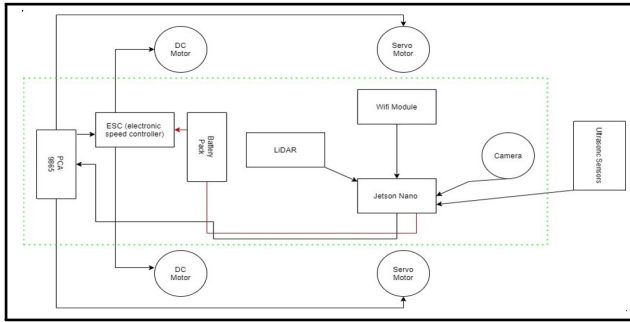 DC
Motor
Servo
Motor
Wifi Module
ESC (electronic
speed controller)
Battery
Pack
PCA
9865
LiDAR
Camera
Ultrasonic Sensors
Jetson Nano
DC
Motor
Servo
Motor